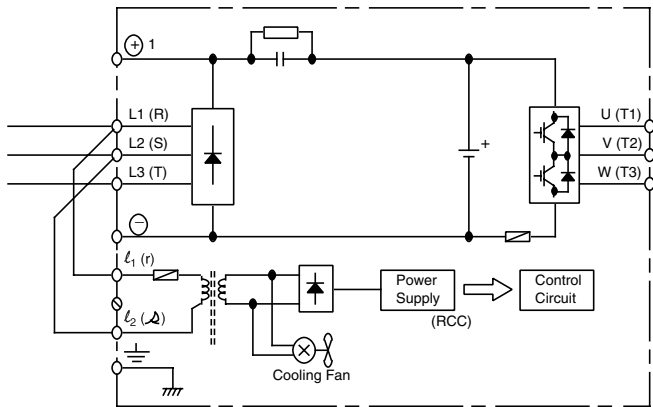 ⊕ 1
L1 (R)
L2 (S)
L3 (T)
⊖
+
U (T1)
V (T2)
W (T3)
ℓ1 (r)
ℓ2 (s)
Power
Supply
(RCC)
Control
Circuit
Cooling Fan